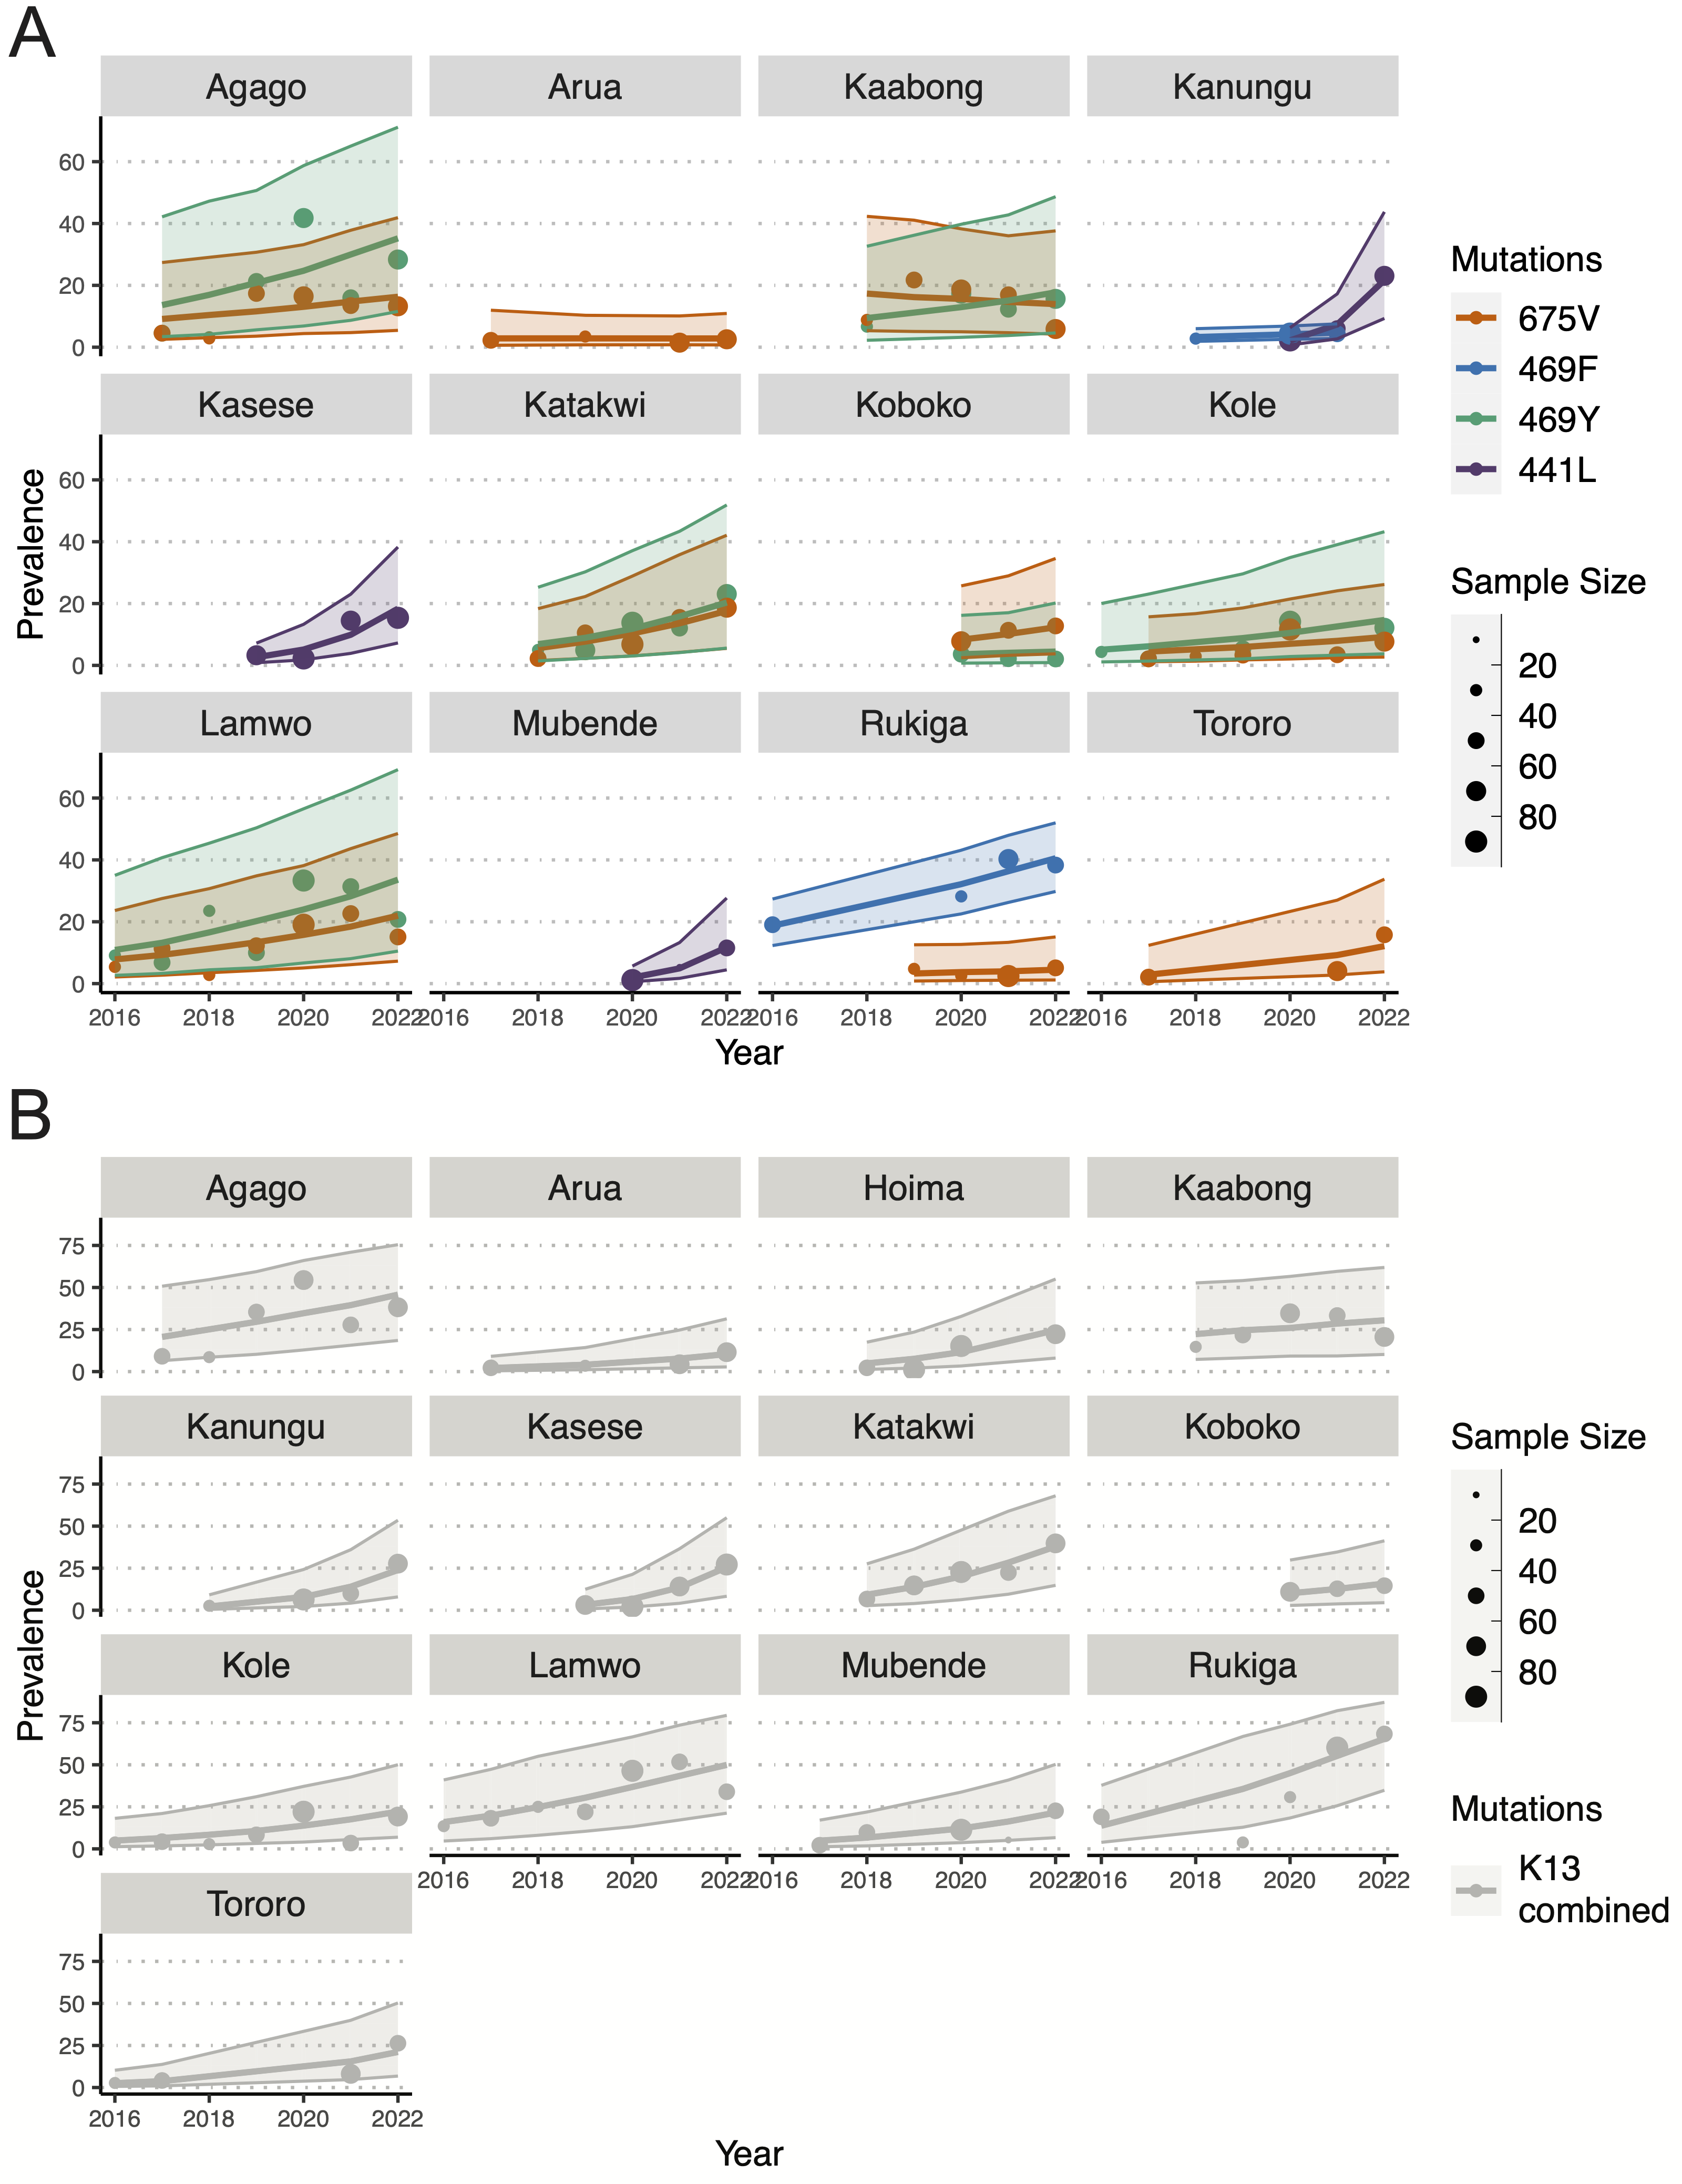 A
Agago Arua Kaabong Kanungu
60
40
20
0
Kasese Katakwi Koboko Kole
60
40
20
0
Lamwo Mubende Rukiga Tororo
60
40
20
0
2016 2018 2020 2022 2016 2018 2020 2022 2016 2018 2020 2022 2016 2018 2020 2022
Prevalence
Year
Mutations
675V
469F
469Y
441L
Sample Size
20
40
60
80
B
Agago Arua Hoima Kaabong
75
50
25
0
Kanungu Kasese Katakwi Koboko
75
50
25
0
Kole Lamwo Mubende Rukiga
75
50
25
0
2016 2018 2020 2022 2016 2018 2020 2022 2016 2018 2020 2022
Tororo
75
50
25
0
2016 2018 2020 2022
Prevalence
Year
Sample Size
20
40
60
80
Mutations
K13
combined